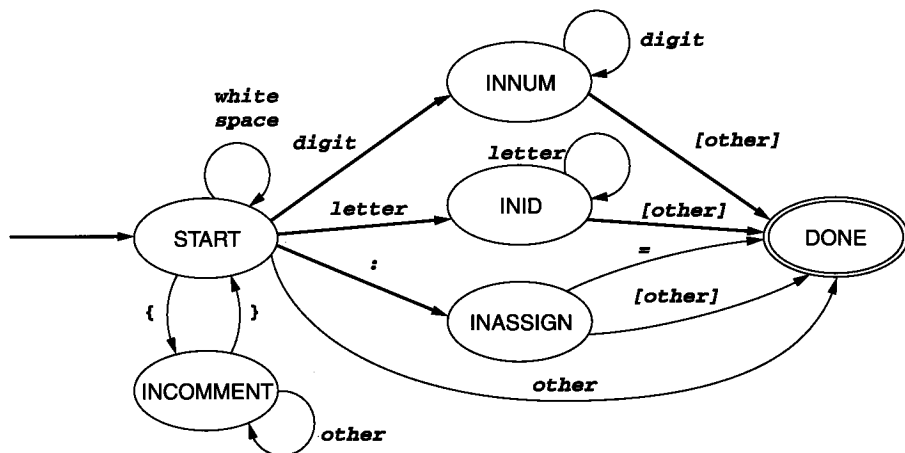 digit
INNUM
white
space
digit
[other]
letter
letter
INID
[other]
START
DONE
=
:
[other]
INASSIGN
{
}
INCOMMENT
other
other